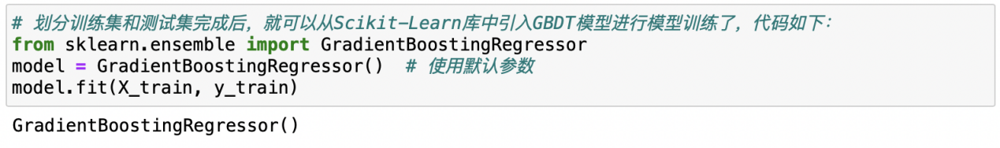 # 划分训练集和测试集完成后，就可以从Scikit-Learn库中引入GBDT模型进行模型训练了，代码如下：
from sklearn.ensemble import GradientBoostingRegressor
model = GradientBoostingRegressor()  # 使用默认参数
model.fit(X_train, y_train)
GradientBoostingRegressor()